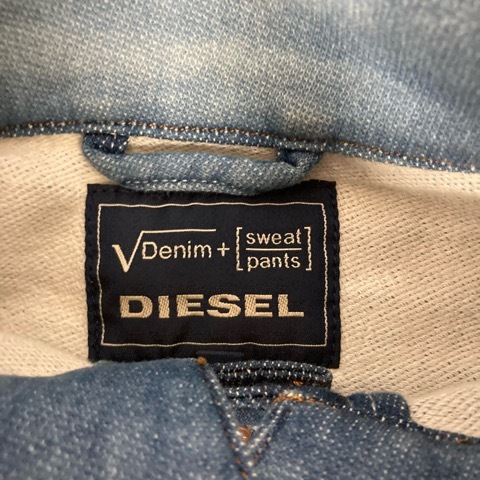 √Denim + [sweat
pants]
DIESEL